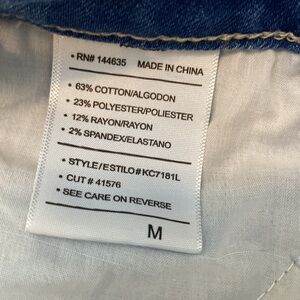 • RN# 144635 MADE IN CHINA
• 63% COTTON/ALGODON
• 23% POLYESTER/POLIESTER
• 12% RAYON/RAYON
• 2% SPANDEX/ELASTANO
• STYLE/ESTILO#KC7181L
• CUT # 41576
• SEE CARE ON REVERSE
M